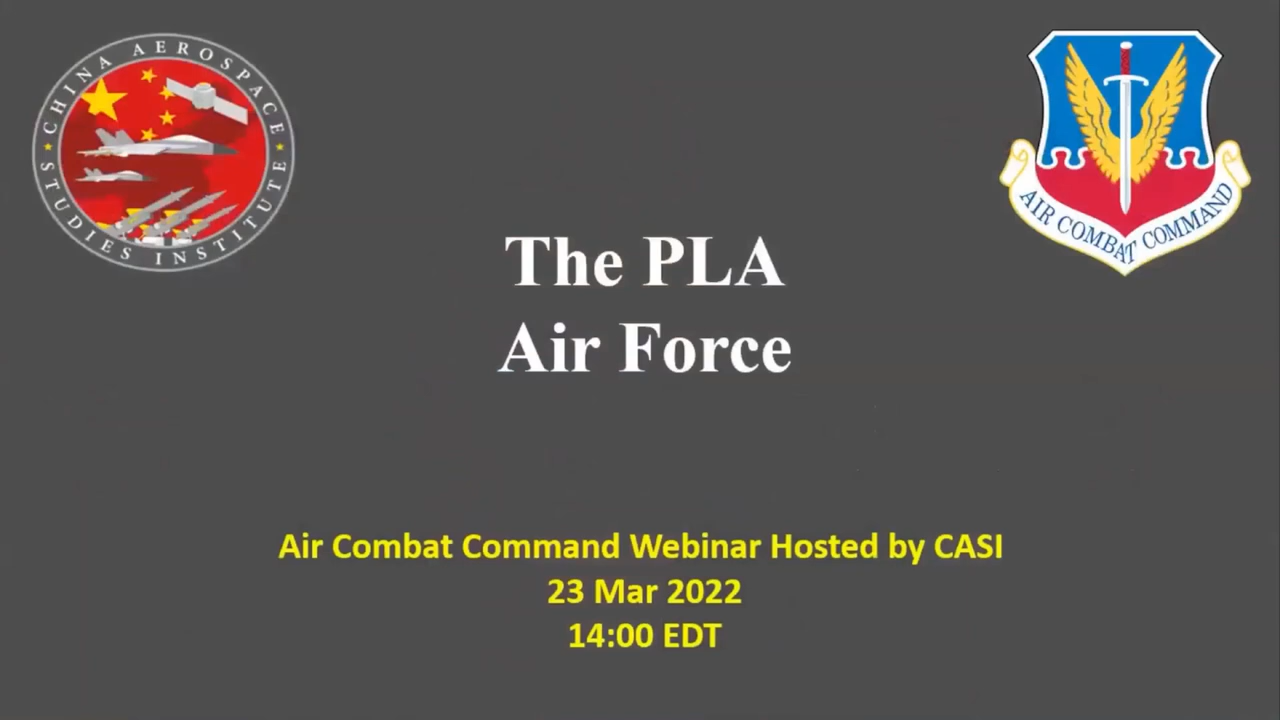 CHINA AEROSPACE
STUDIES INSTITUTE
AIR COMBAT COMMAND
The PLA
Air Force
Air Combat Command Webinar Hosted by CASI
23 Mar 2022
14:00 EDT